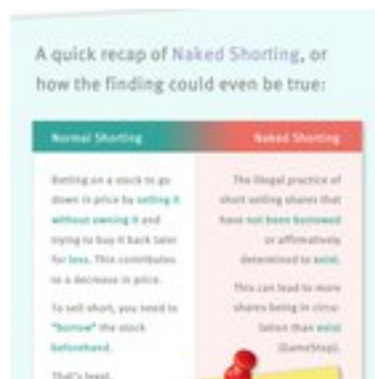 A quick recap of Naked Shorting, or
how the finding could even be true:
Normal Shorting
Betting on a stock to go
down in price by selling it
without owning it and
trying to buy it back later
for less. This contributes
to a decrease in price.
To sell short, you need to
"borrow" the stock
beforehand.
That's legal.
Naked Shorting
The illegal practice of
short selling shares that
have not been borrowed
or affirmatively
determined to exist.
This can lead to more
shares being in circu-
lation than exist
(GameStop).